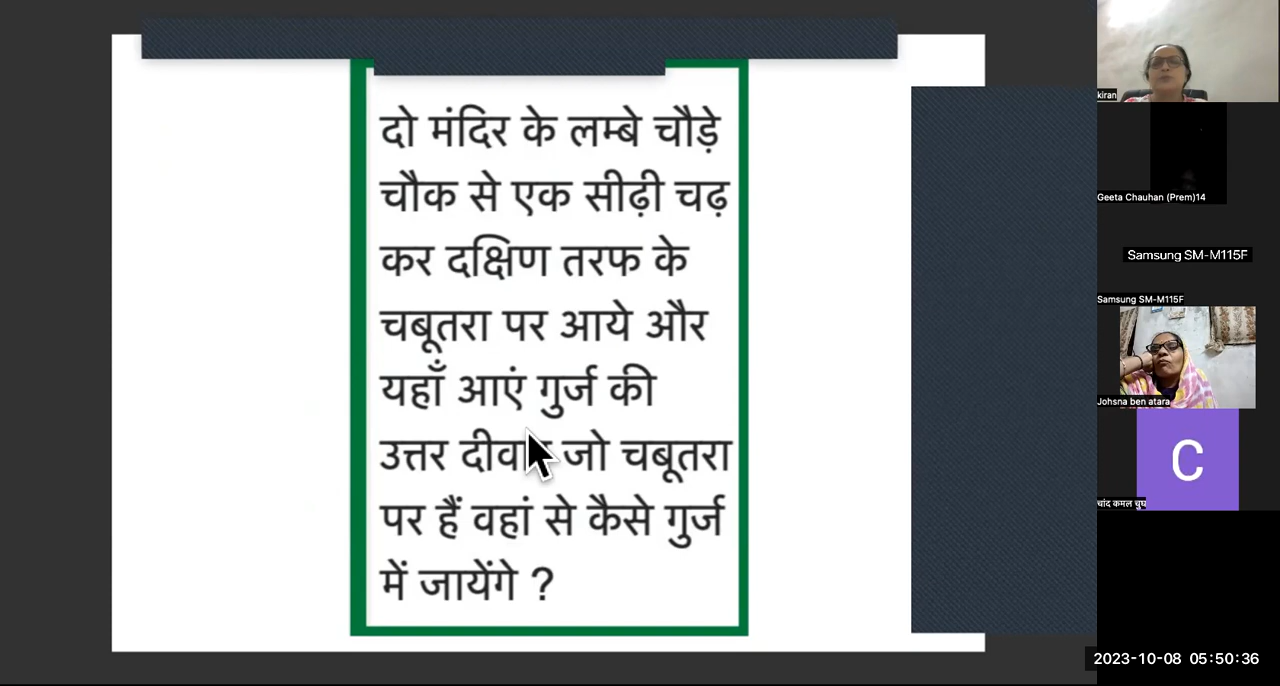 दो मंदिर के लम्बे चौड़े
चौक से एक सीढ़ी चढ़
कर दक्षिण तरफ के
चबूतरा पर आये और
यहाँ आएं गुर्ज की
उत्तर जो चबूतरा
पर हैं वहां से कैसे गुर्ज
में जायेंगे ?
kiran
Geeta Chauhan (Prem)14
Samsung SM-M115F
Samsung SM-M115F
Johsna ben atara
C
चांद कमल चुघ
2023-10-08 05:50:36